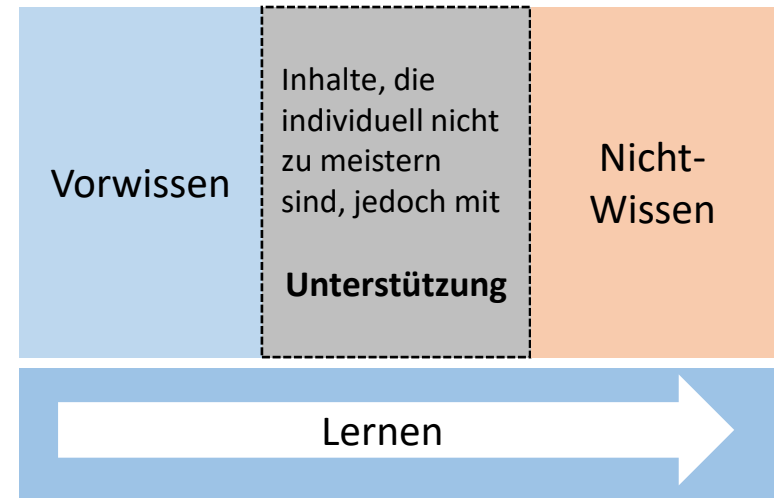 Vorwissen
Inhalte, die
individuell nicht
zu meistern
sind, jedoch mit
Unterstützung
Nicht-
Wissen
Lernen